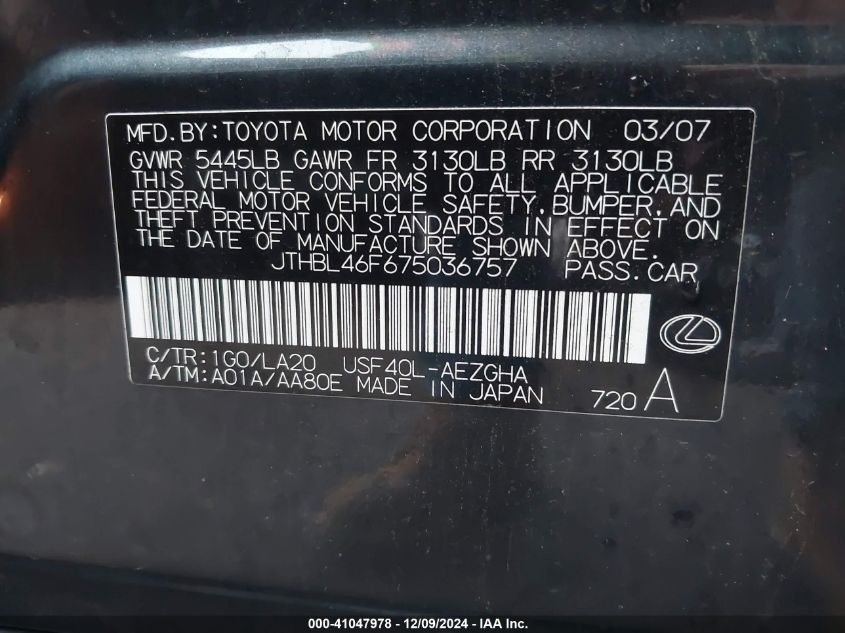 MFD. BY: TOYOTA MOTOR CORPORATION 03/07
GVWR 5445LB GAWR FR 3130LB RR 3130LB
THIS VEHICLE CONFORMS TO ALL APPLICABLE
FEDERAL MOTOR VEHICLE SAFETY, BUMPER, AND
THEFT PREVENTION STANDARDS IN EFFECT ON
THE DATE OF MANUFACTURE SHOWN ABOVE.
JTHBL46F675036757 PASS. CAR
C/TR: 1G0/LA20 USF40L-AEZGHA
A/TM: A01A/AA80E MADE IN JAPAN
720 A
000-41047978 - 12/09/2024 - IAA Inc.